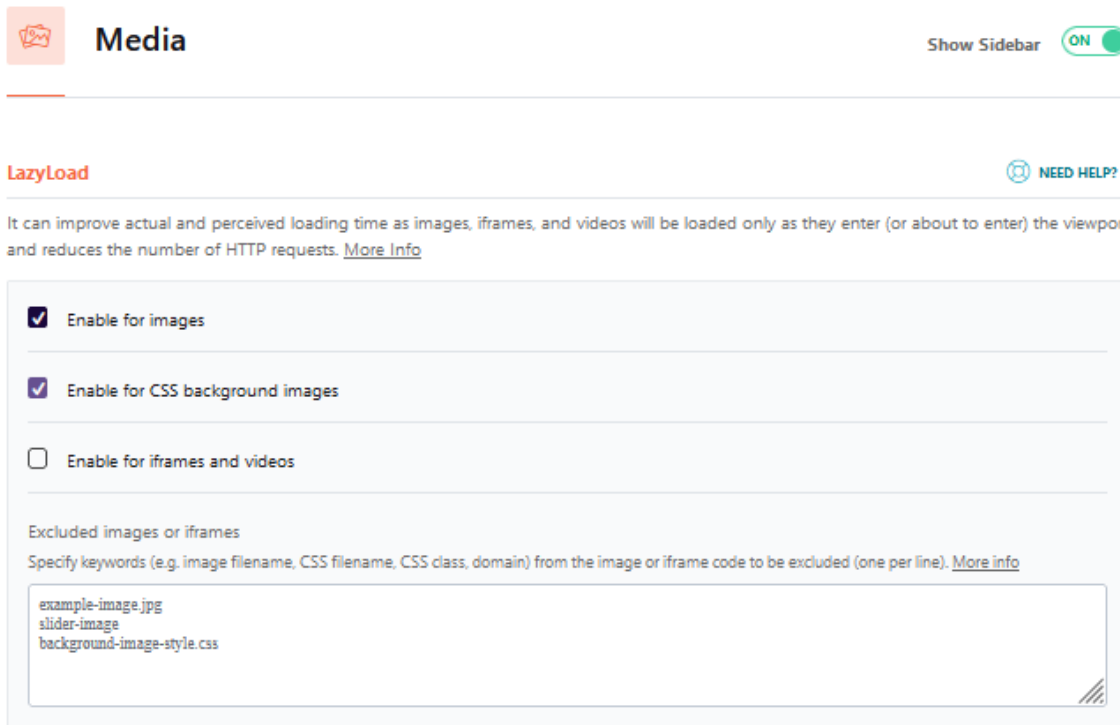 Media
Show Sidebar ON
LazyLoad
NEED HELP?
It can improve actual and perceived loading time as images, iframes, and videos will be loaded only as they enter (or about to enter) the viewpor
and reduces the number of HTTP requests. More Info
Enable for images
Enable for CSS background images
Enable for iframes and videos
Excluded images or iframes
Specify keywords (e.g. image filename, CSS filename, CSS class, domain) from the image or iframe code to be excluded (one per line). More info
example-image.jpg
slider-image
background-image-style.css